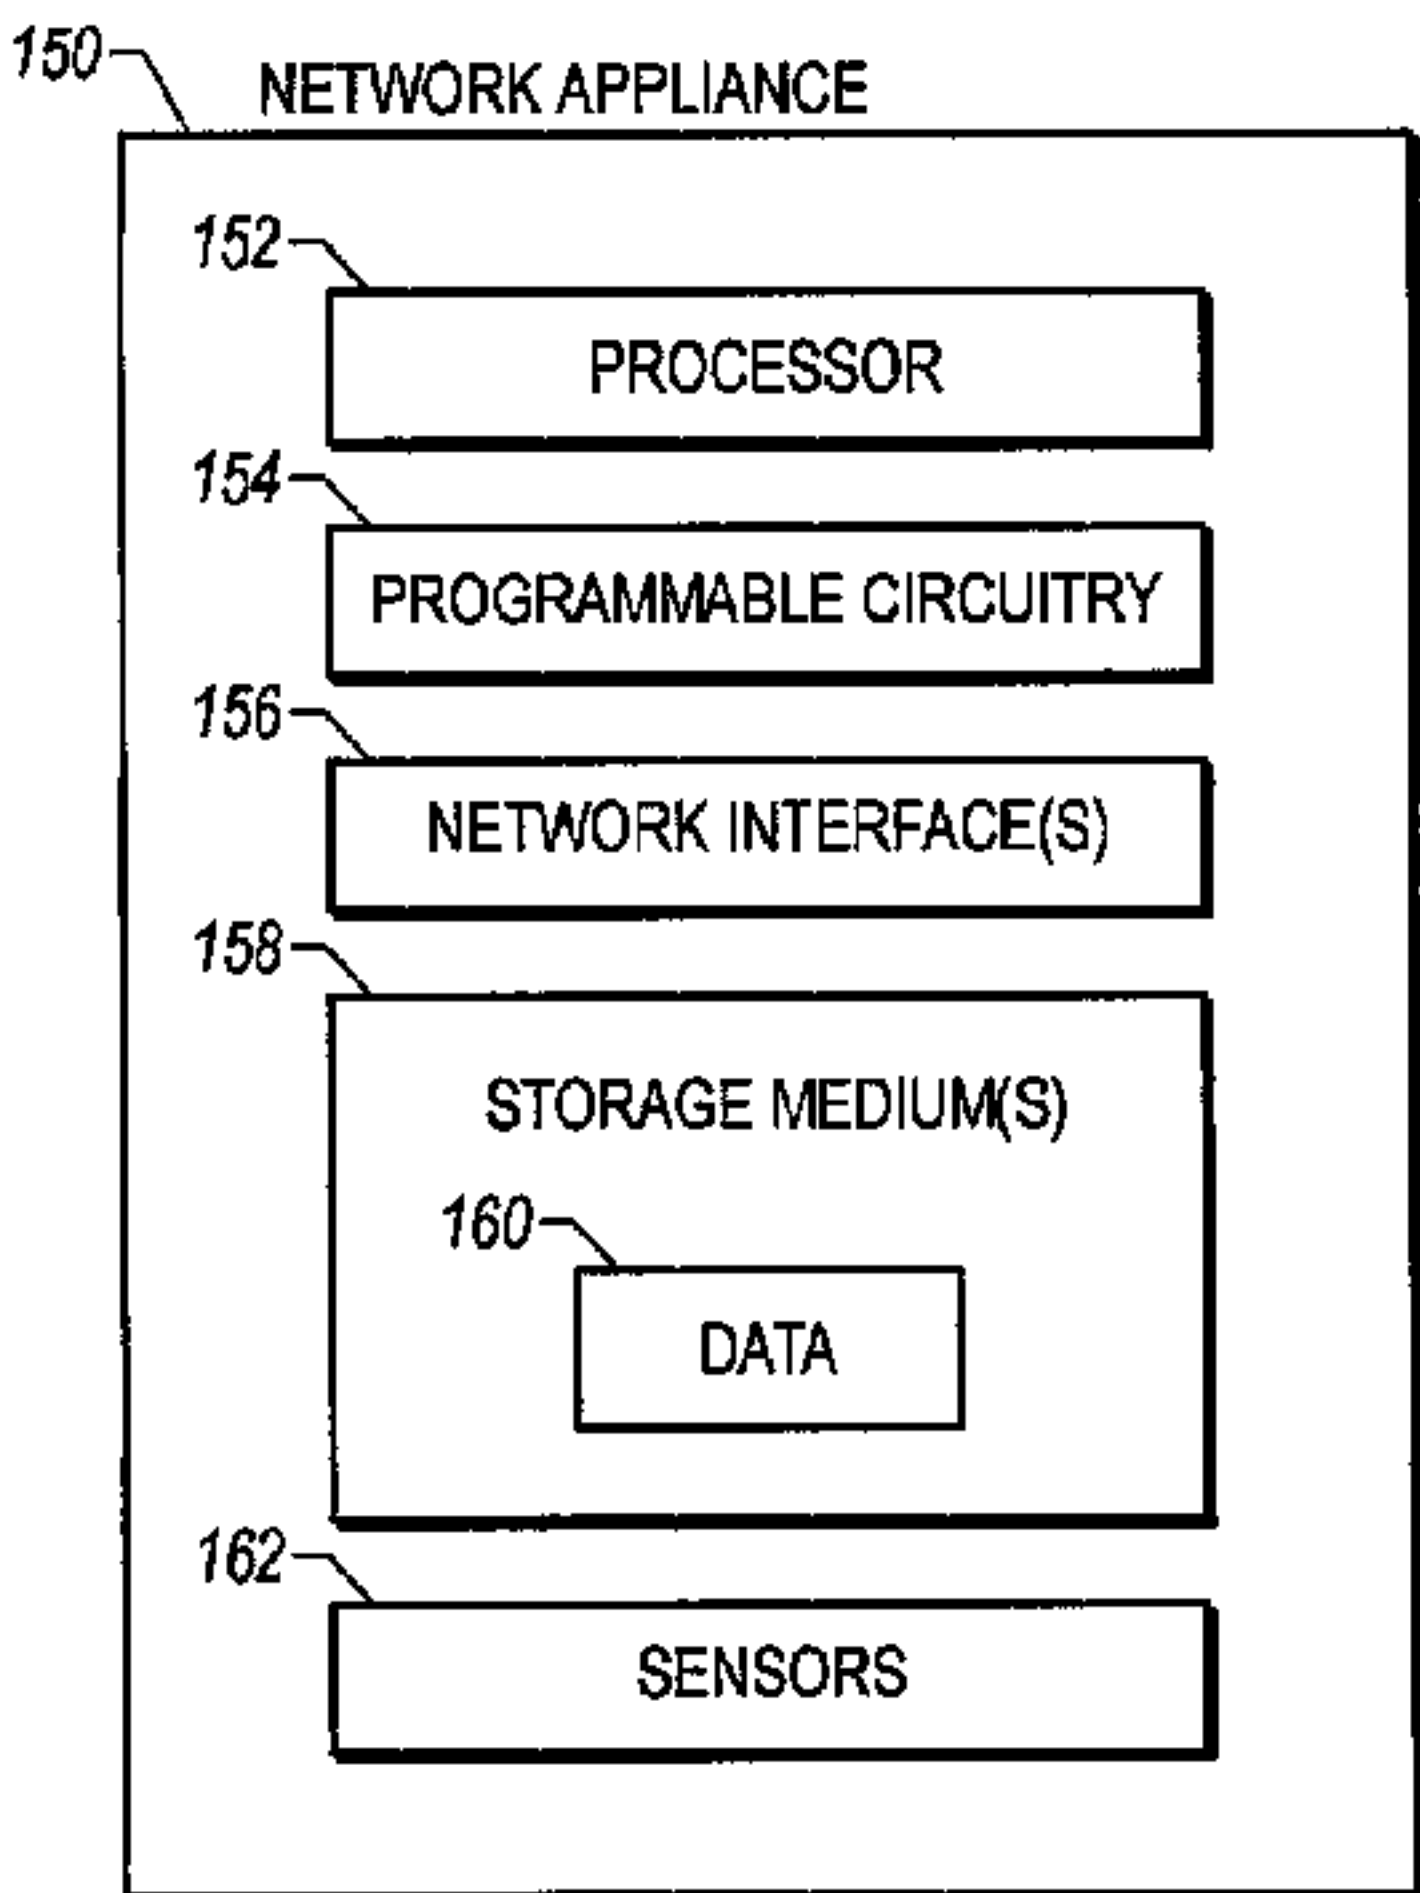 150
NETWORK APPLIANCE
152
PROCESSOR
154
PROGRAMMABLE CIRCUITRY
156
NETWORK INTERFACE(S)
158
STORAGE MEDIUM(S)
160
DATA
162
SENSORS